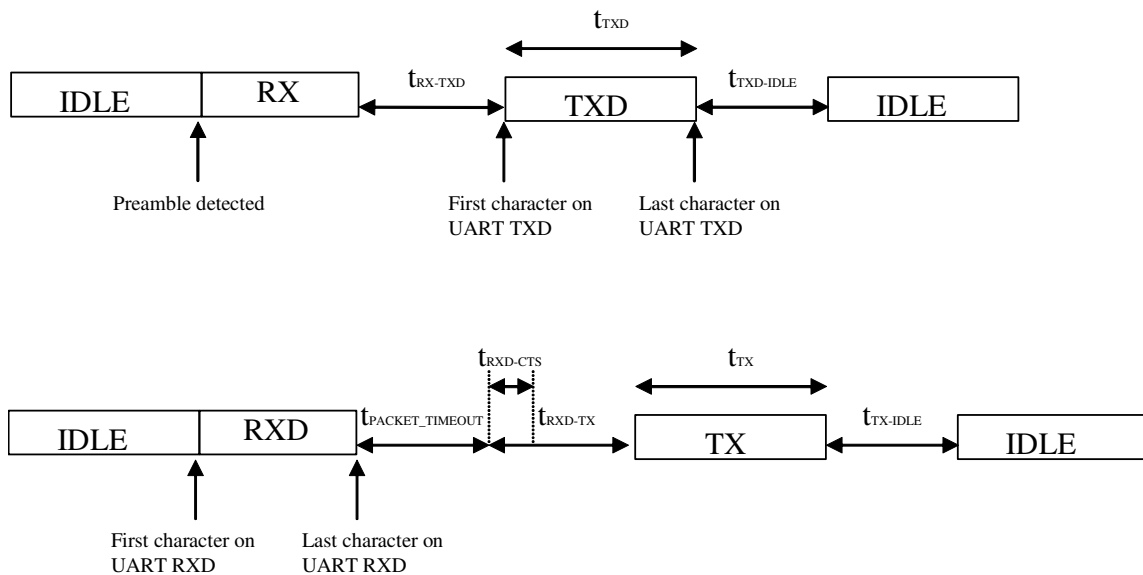 tTXD
IDLE RX tRX-TXD TXD tTXD-IDLE IDLE
Preamble detected
First character on
UART TXD
Last character on
UART TXD
tRXD-CTS
tTX
IDLE RXD tPACKET_TIMEOUT tRXD-TX TX tTX-IDLE IDLE
First character on
UART RXD
Last character on
UART RXD